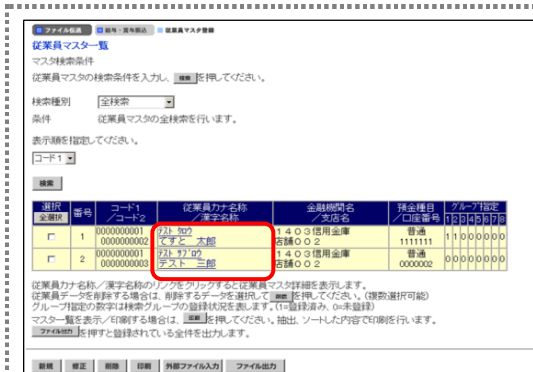 ファイル伝送 給与・賞与振込 従業員マスタ登録
従業員マスタ一覧
マスタ検索条件
従業員マスタの検索条件を入力し、 検索 を押してください。
検索種別 全検索
条件 従業員マスタの全検索を行います。
表示順を指定してください。
コード1
検索
選択 全選択 番号 コード1 ／コード2 従業員カナ名称 ／漢字名称 金融機関名 ／支店名 預金種目 ／口座番号 グループ指定 1 2 3 4 5 6 7 8
1 0000000001 0000000002 ﾃｽﾄ ﾀﾛｳ てすと 太郎 1403信用金庫 店舗002 普通 1111111 1 1 0 0 0 0 0 0
2 0000000001 0000000003 ﾃｽﾄ ｻﾌﾞﾛｳ テスト 三郎 1403信用金庫 店舗002 普通 0000002 0 0 0 0 0 0 0 0
従業員カナ名称／漢字名称のリンクをクリックすると従業員マスタ詳細を表示します。
従業員データを削除する場合は、削除するデータを選択して 削除 を押してください。(複数選択可能)
グループ指定の数字は検索グループの登録状況を表します。(1=登録済み、0=未登録)
マスター覧を表示／印刷する場合は、 印刷 を押してください。抽出、ソートした内容で印刷を行います。
ファイル出力 を押すと登録されている全件を出力します。
新規 修正 削除 印刷 外部ファイル入力 ファイル出力